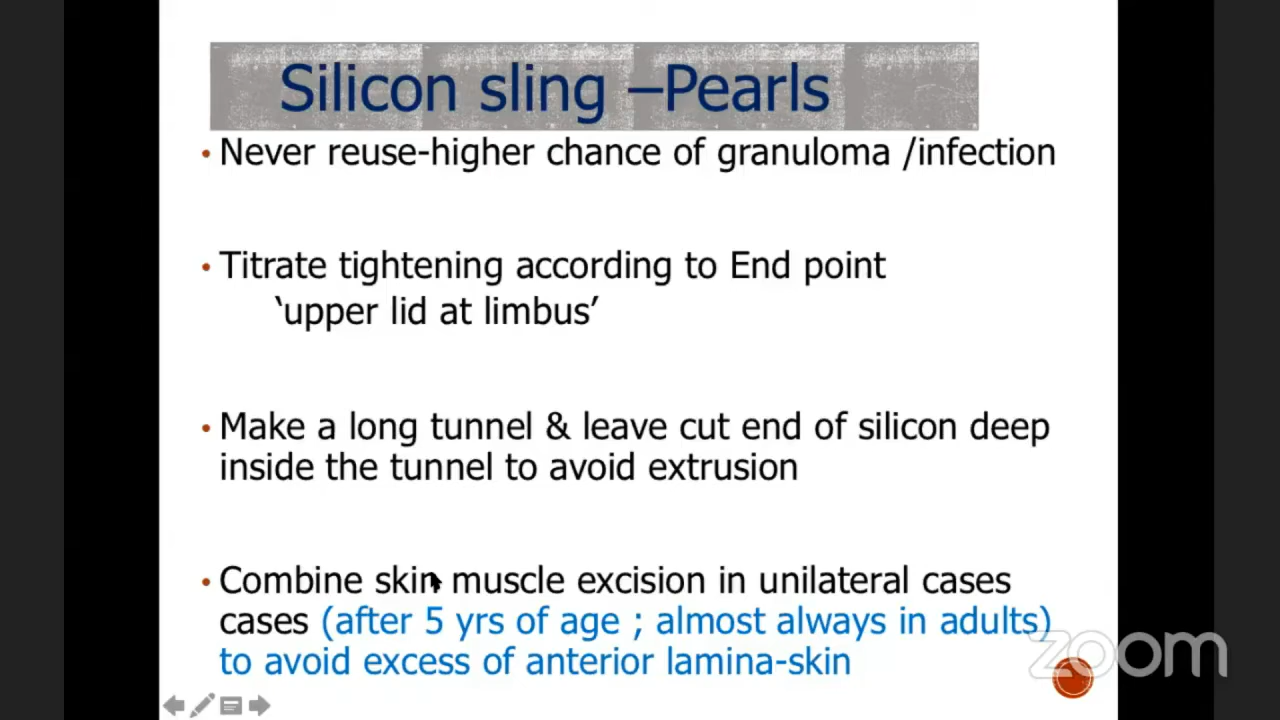 Silicon sling –Pearls
• Never reuse-higher chance of granuloma /infection
• Titrate tightening according to End point
‘upper lid at limbus’
• Make a long tunnel & leave cut end of silicon deep
inside the tunnel to avoid extrusion
• Combine skin muscle excision in unilateral cases
cases (after 5 yrs of age ; almost always in adults)
to avoid excess of anterior lamina-skin
zoom